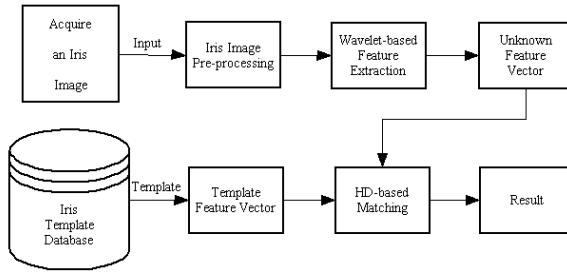 Acquire
an Iris
Image
Input
Iris Image
Pre-processing
Wavelet-based
Feature
Extraction
Unknown
Feature
Vector
Iris
Template
Database
Template
Template
Feature Vector
HD-based
Matching
Result